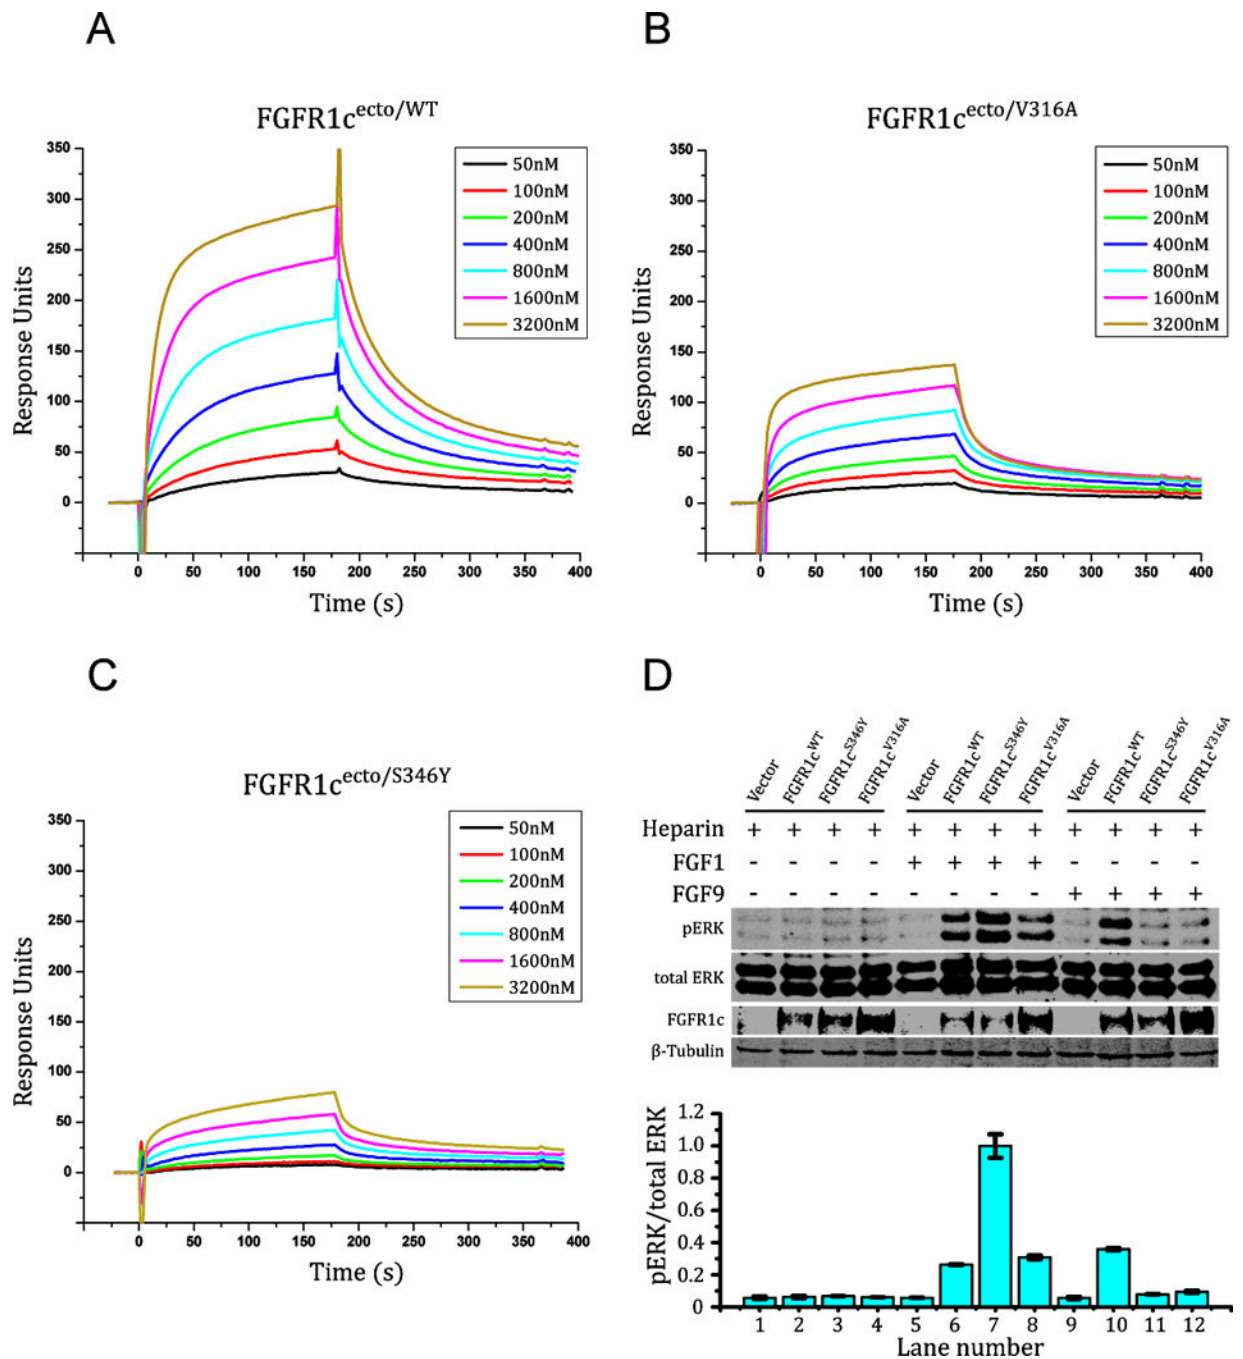 A
FGFR1c^ecto/WT
Response Units
350
300
250
200
150
100
50
0
0 50 100 150 200 250 300 350 400
Time (s)
50nM
100nM
200nM
400nM
800nM
1600nM
3200nM
B
FGFR1c^ecto/V316A
Response Units
350
300
250
200
150
100
50
0
0 50 100 150 200 250 300 350 400
Time (s)
50nM
100nM
200nM
400nM
800nM
1600nM
3200nM
C
FGFR1c^ecto/S346Y
Response Units
350
300
250
200
150
100
50
0
0 50 100 150 200 250 300 350 400
Time (s)
50nM
100nM
200nM
400nM
800nM
1600nM
3200nM
D
Vector FGFR1c^WT FGFR1c^S346Y FGFR1c^V316A Vector FGFR1c^WT FGFR1c^S346Y FGFR1c^V316A Vector FGFR1c^WT FGFR1c^S346Y FGFR1c^V316A
Heparin + + + + + + + + + + + +
FGF1 - - - - + + + + - - - -
FGF9 - - - - - - - - + + + +
pERK
total ERK
FGFR1c
β-Tubulin
pERK/total ERK
1.2
1.0
0.8
0.6
0.4
0.2
0
1 2 3 4 5 6 7 8 9 10 11 12
Lane number